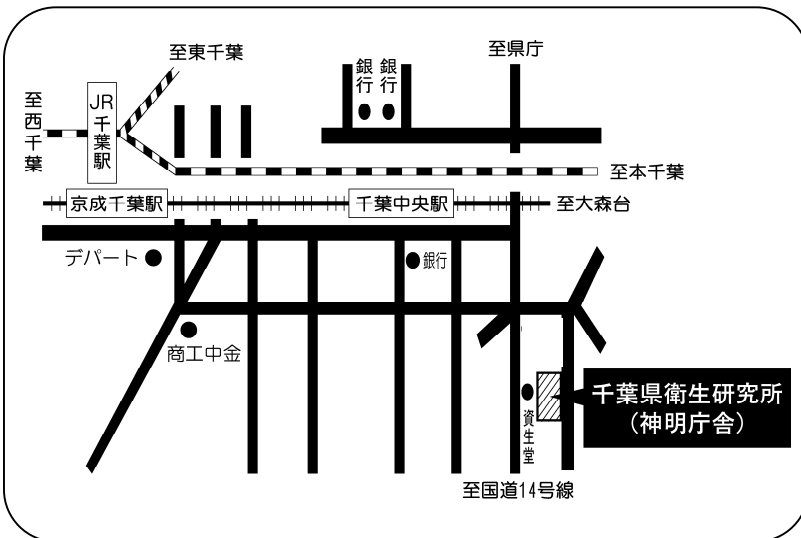 至東千葉
至県庁
銀行
銀行
至西千葉
JR千葉駅
至本千葉
京成千葉駅
千葉中央駅
至大森台
デパート
銀行
商工中金
資生堂
千葉県衛生研究所
(神明庁舎)
至国道14号線